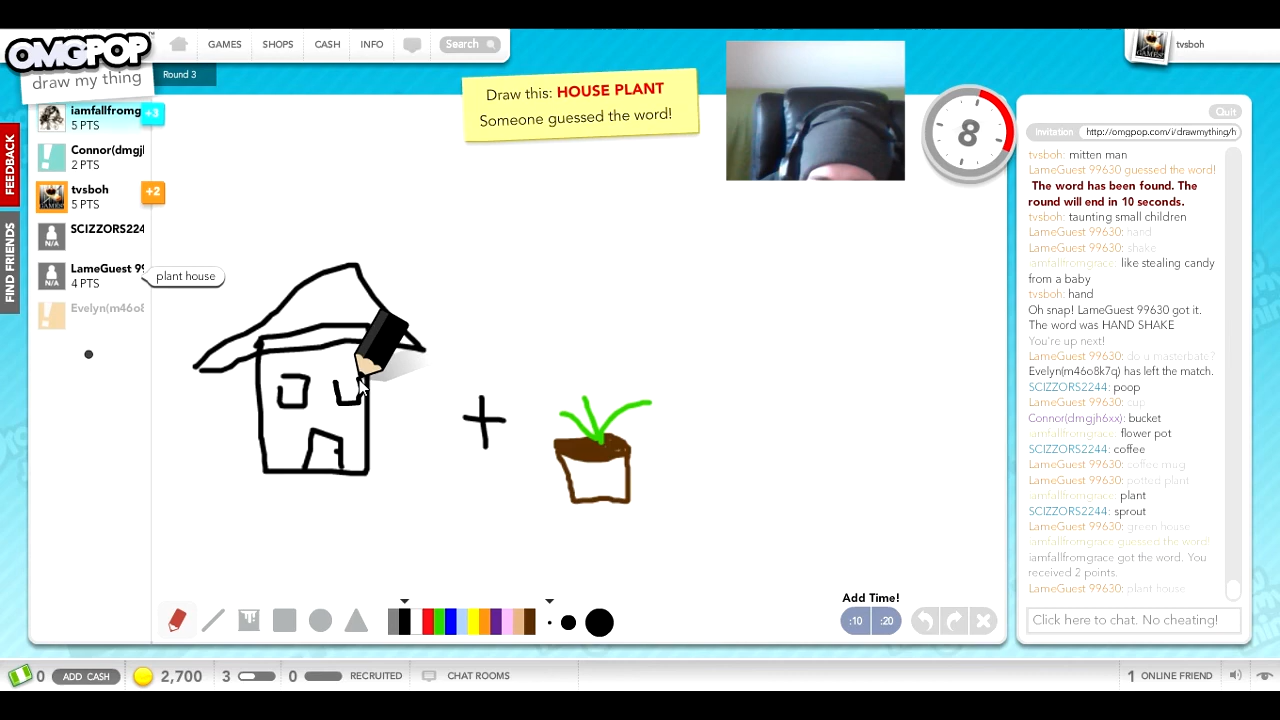 OMGPOP
draw my thing
GAMES
SHOPS
CASH
INFO
Search
tvsboh
Round 3
Draw this: HOUSE PLANT
Someone guessed the word!
8
FEEDBACK
FIND FRIENDS
iamfallfromg
5 PTS
+3
Connor(dmgjl
2 PTS
tvsboh
5 PTS
+2
SCIZZORS224
N/A
LameGuest 99
4 PTS
N/A
plant house
Evelyn(m46o8
Quit
Invitation
http://omgpop.com/i/drawmything/h
tvsboh: mitten man
LameGuest 99630 guessed the word!
The word has been found. The
round will end in 10 seconds.
tvsboh: taunting small children
LameGuest 99630: hand
LameGuest 99630: shake
iamfallfromgrace: like stealing candy
from a baby
tvsboh: hand
Oh snap! LameGuest 99630 got it.
The word was HAND SHAKE
You're up next!
LameGuest 99630: do u masterbate?
Evelyn(m46o8k7q) has left the match.
SCIZZORS2244: poop
LameGuest 99630: cup
Connor(dmgjh6xx): bucket
iamfallfromgrace: flower pot
SCIZZORS2244: coffee
LameGuest 99630: coffee mug
LameGuest 99630: potted plant
iamfallfromgrace: plant
SCIZZORS2244: sprout
LameGuest 99630: green house
iamfallfromgrace guessed the word!
iamfallfromgrace got the word. You
received 2 points.
LameGuest 99630: plant house
Click here to chat. No cheating!
Add Time!
:10
:20
0
ADD CASH
2,700
3
0
RECRUITED
CHAT ROOMS
1 ONLINE FRIEND